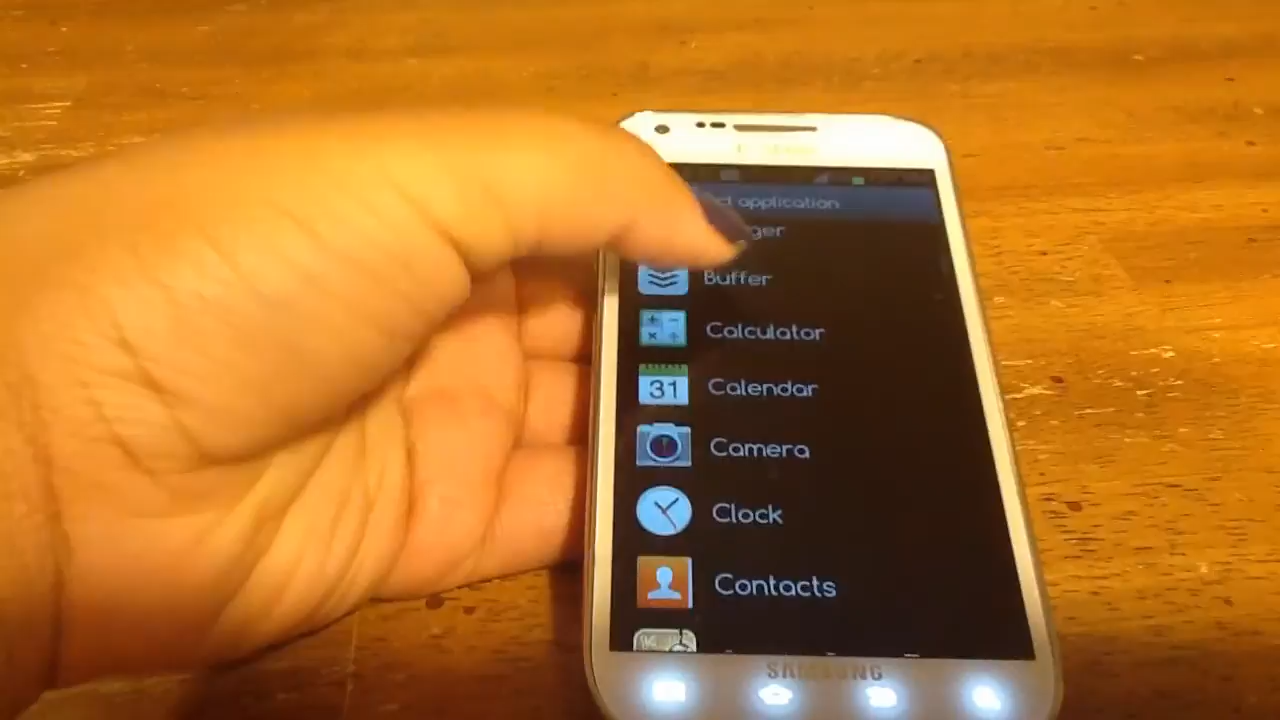 application
Buffer
Calculator
31 Calendar
Camera
Clock
Contacts
SAMSUNG